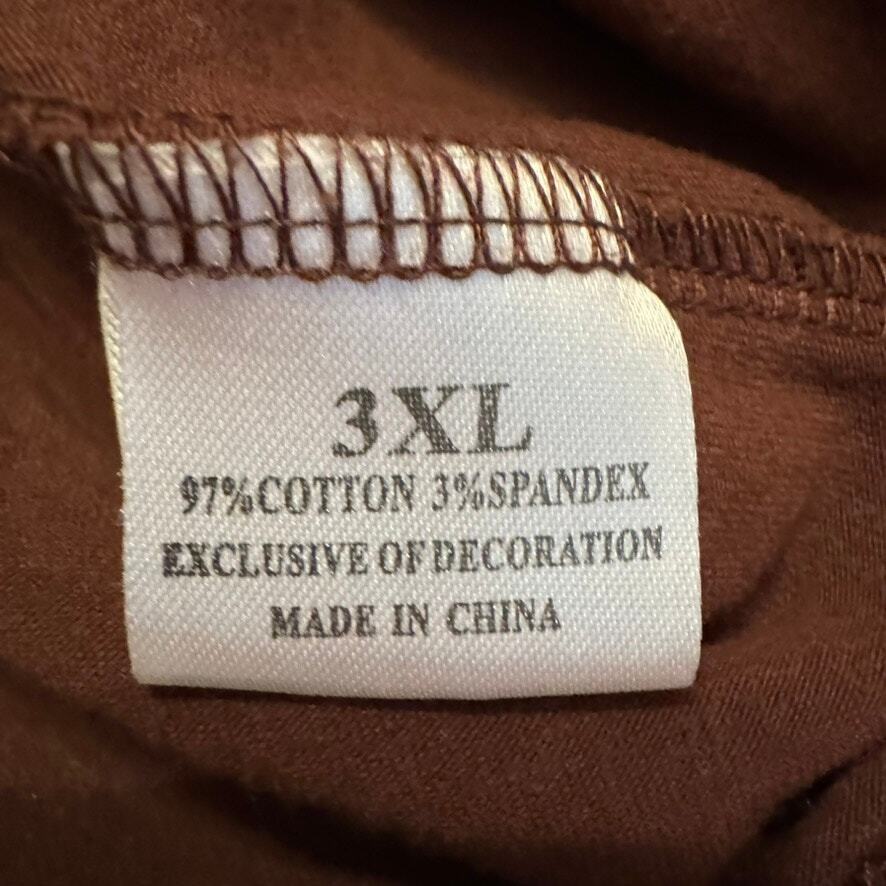 3XL
97%COTTON 3%SPANDEX
EXCLUSIVE OF DECORATION
MADE IN CHINA